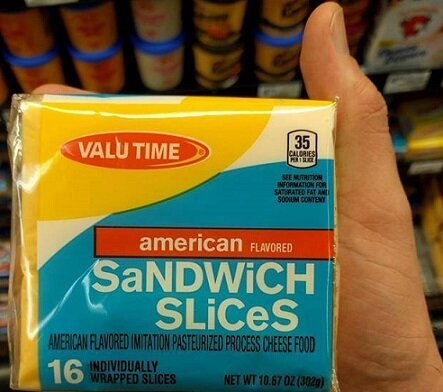 VALU TIME
35
CALORIES
PER 1 SLICE
SEE NUTRITION
INFORMATION FOR
SATURATED FAT AND
SODIUM CONTENT
american FLAVORED
SaNDWiCH
SLiCeS
AMERICAN FLAVORED IMITATION PASTEURIZED PROCESS CHEESE FOOD
16 INDIVIDUALLY
WRAPPED SLICES
NET WT 10.67 OZ (302g)